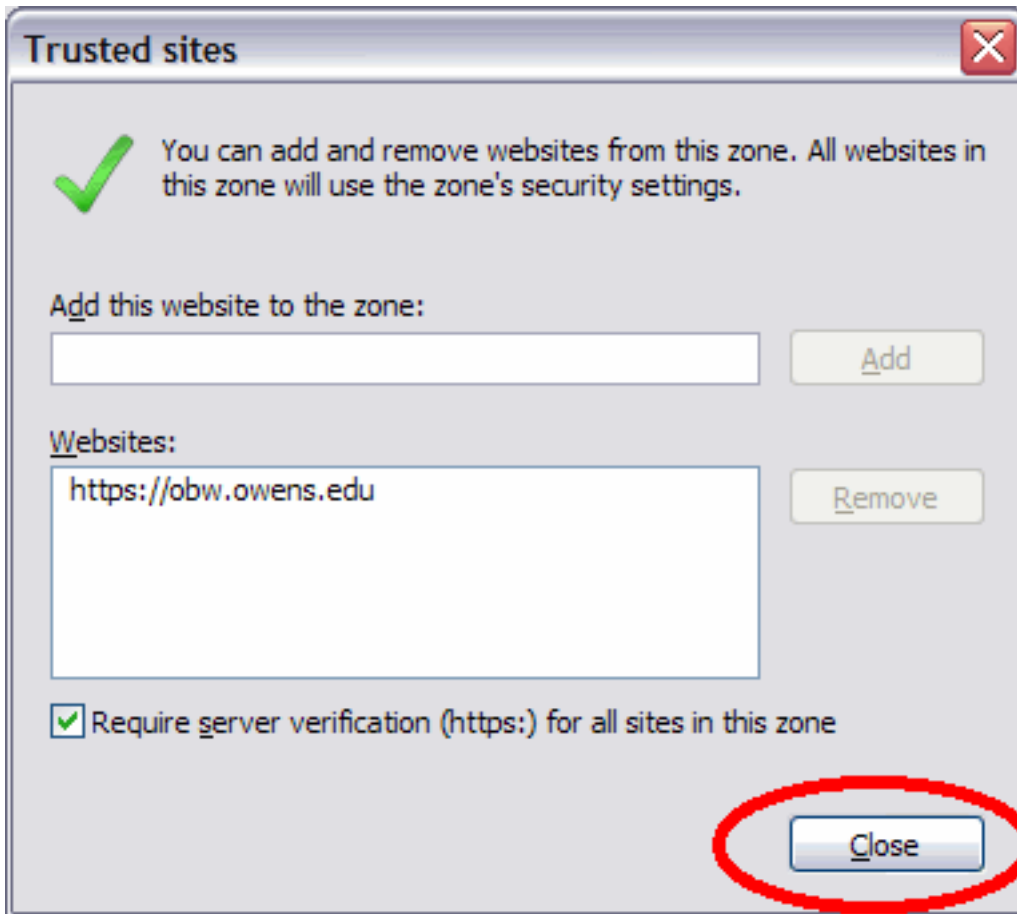 Trusted sites
You can add and remove websites from this zone. All websites in
this zone will use the zone's security settings.
Add this website to the zone:
Add
Websites:
https://obw.owens.edu
Remove
Require server verification (https:) for all sites in this zone
Close